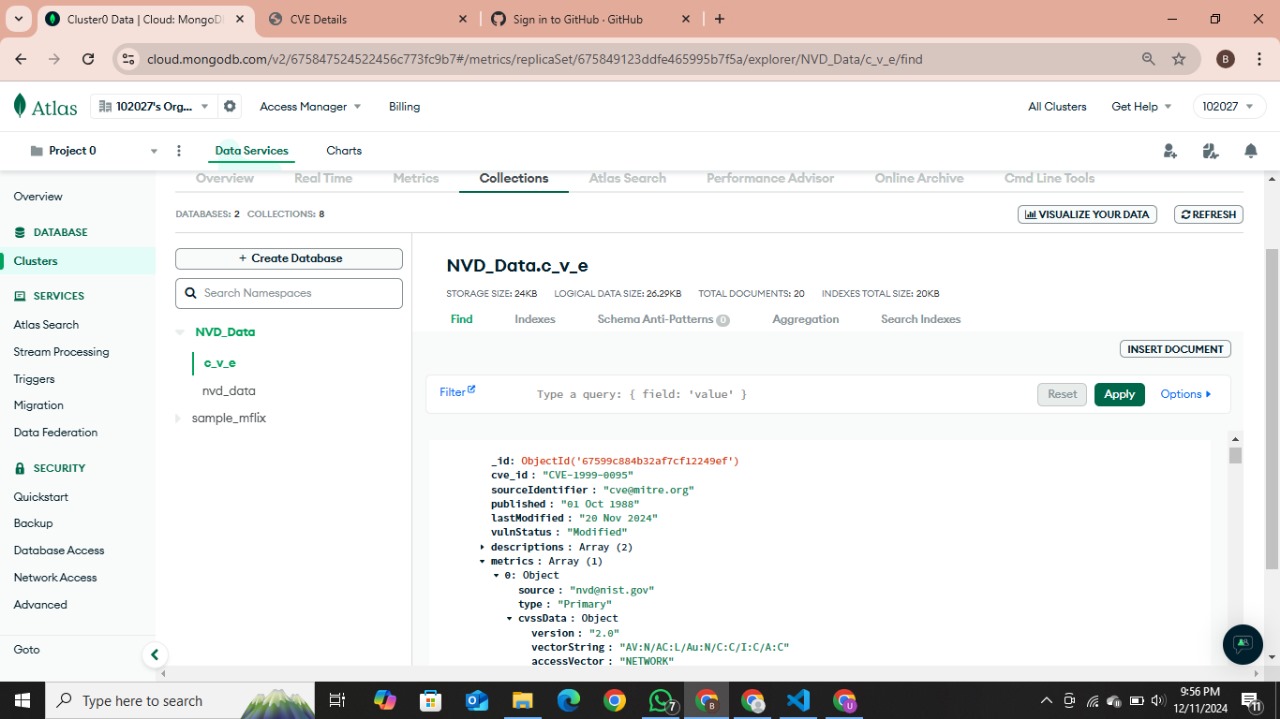 Cluster0 Data | Cloud: MongoD
CVE Details
Sign in to GitHub · GitHub
cloud.mongodb.com/v2/675847524522456c773fc9b7#/metrics/replicaSet/675849123ddfe465995b7f5a/explorer/NVD_Data/c_v_e/find
B
Atlas
102027's Org...
Access Manager
Billing
All Clusters
Get Help
102027
Project 0
Data Services
Charts
Overview
Real Time
Metrics
Collections
Atlas Search
Performance Advisor
Online Archive
Cmd Line Tools
Overview
DATABASE
Clusters
SERVICES
Atlas Search
Stream Processing
Triggers
Migration
Data Federation
SECURITY
Quickstart
Backup
Database Access
Network Access
Advanced
Goto
DATABASES: 2 COLLECTIONS: 8
VISUALIZE YOUR DATA
REFRESH
+ Create Database
Search Namespaces
NVD_Data
c_v_e
nvd_data
sample_mflix
NVD_Data.c_v_e
STORAGE SIZE: 24KB LOGICAL DATA SIZE: 26.29KB TOTAL DOCUMENTS: 20 INDEXES TOTAL SIZE: 20KB
Find
Indexes
Schema Anti-Patterns 0
Aggregation
Search Indexes
INSERT DOCUMENT
Filter
Type a query: { field: 'value' }
Reset
Apply
Options
_id: ObjectId('67599c884b32af7cf12249ef')
cve_id : "CVE-1999-0095"
sourceIdentifier : "cve@mitre.org"
published : "01 Oct 1988"
lastModified : "20 Nov 2024"
vulnStatus : "Modified"
descriptions : Array (2)
metrics : Array (1)
0: Object
source : "nvd@nist.gov"
type : "Primary"
cvssData : Object
version : "2.0"
vectorString : "AV:N/AC:L/Au:N/C:C/I:C/A:C"
accessVector : "NETWORK"
Type here to search
7
B
U
9:56 PM
12/11/2024
11